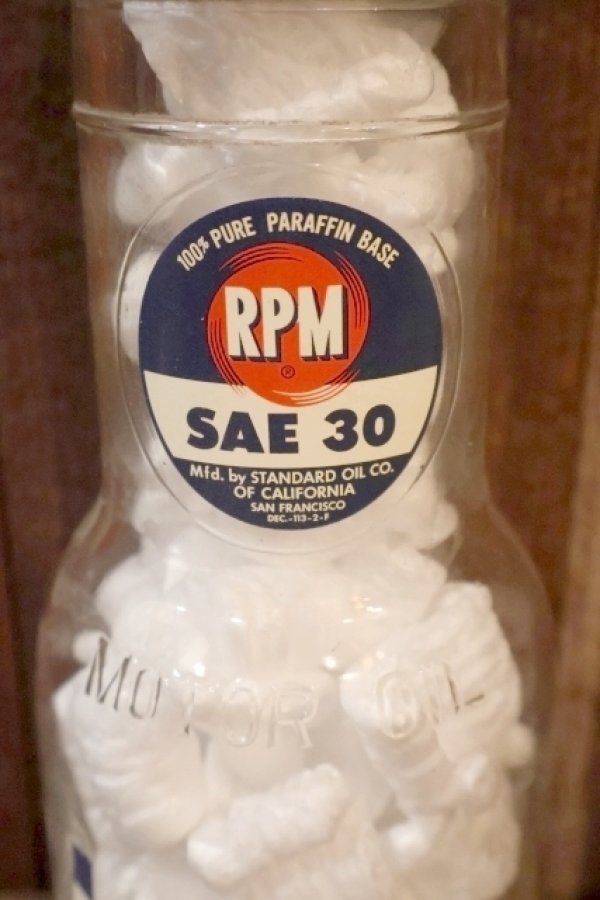 100% PURE PARAFFIN BASE
RPM
®
SAE 30
Mfd. by STANDARD OIL CO.
OF CALIFORNIA
SAN FRANCISCO
DEC.-113-2-F
MOTOR OIL